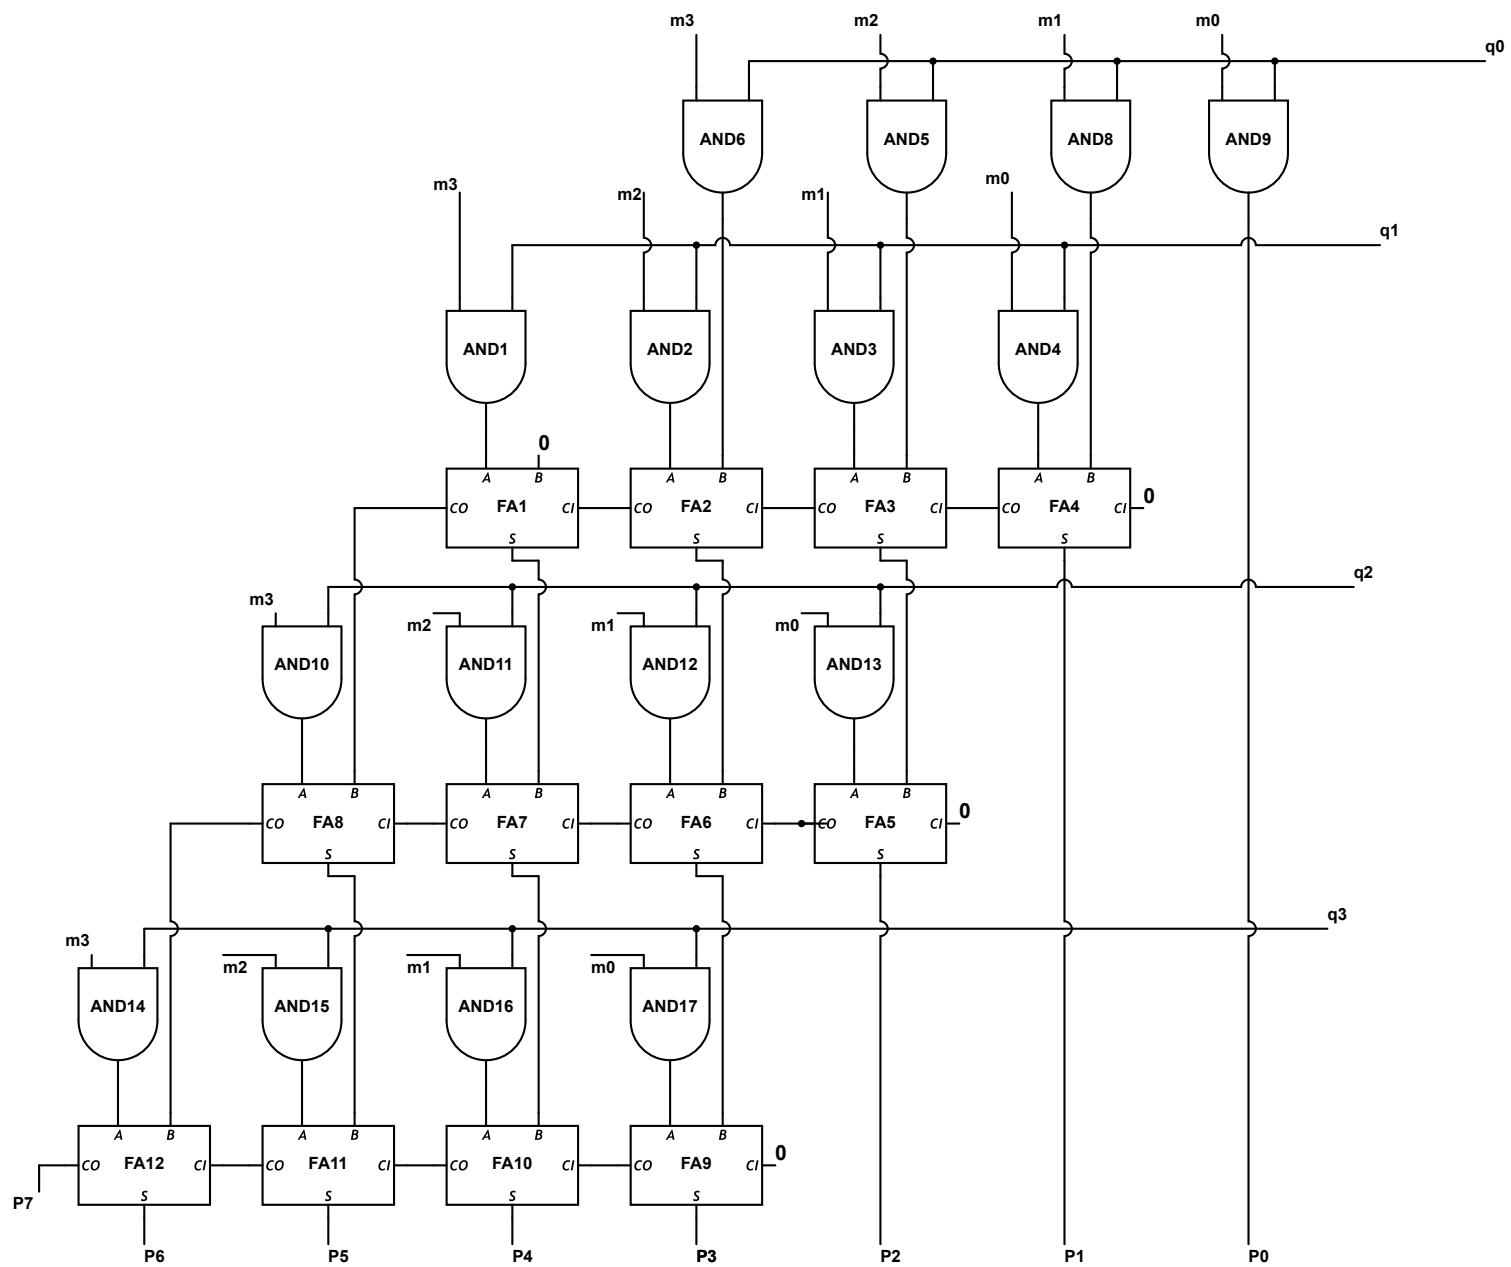 m3 m2 m1 m0
q0
AND6 AND5 AND8 AND9
m3 m2 m1 m0
q1
AND1 AND2 AND3 AND4
0
A B A B A B A B
CO FA1 CI CO FA2 CI CO FA3 CI CO FA4 CI 0
S S S S
q2
m3 m2 m1 m0
AND10 AND11 AND12 AND13
A B A B A B A B
CO FA8 CI CO FA7 CI CO FA6 CI CO FA5 CI 0
S S S S
q3
m3 m2 m1 m0
AND14 AND15 AND16 AND17
A B A B A B A B
CO FA12 CI CO FA11 CI CO FA10 CI CO FA9 CI 0
S S S S
P7
P6 P5 P4 P3 P2 P1 P0